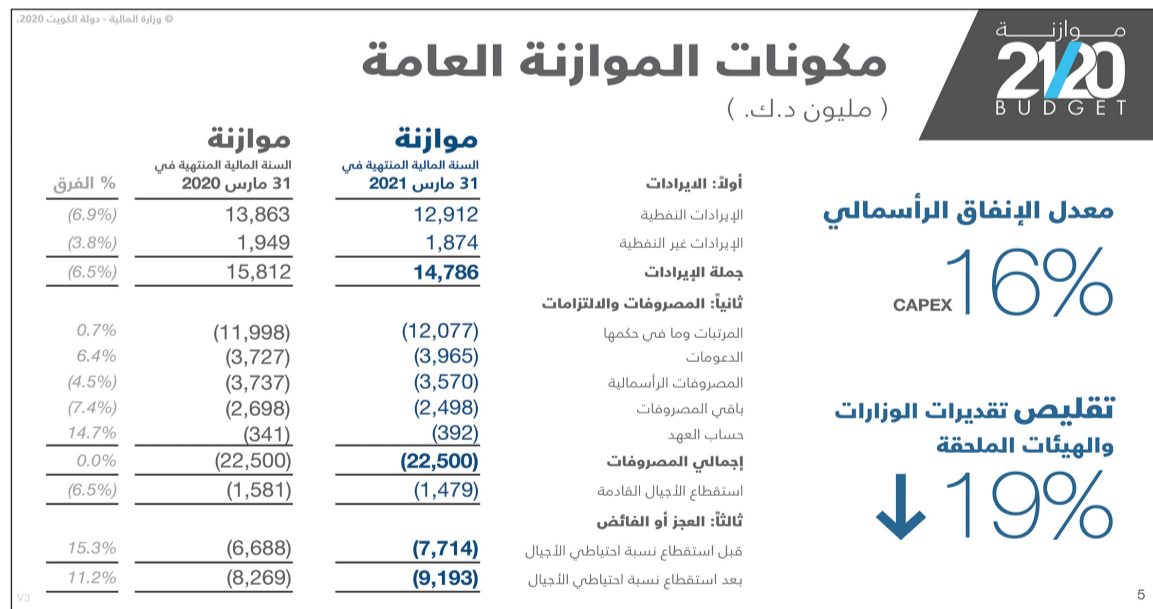 © وزارة المالية - دولة الكويت 2020.
مـــوازنـــة
21/20
BUDGET
مكونات الموازنة العامة
( مليون د.ك. )
موازنة موازنة
السنة المالية المنتهية في السنة المالية المنتهية في
أولاً: الايرادات 31 مارس 2021 31 مارس 2020 % الفرق
الإيرادات النفطية 12,912 13,863 (6.9%)
الإيرادات غير النفطية 1,874 1,949 (3.8%)
جملة الإيرادات 14,786 15,812 (6.5%)
ثانياً: المصروفات والالتزامات
المرتبات وما في حكمها (12,077) (11,998) 0.7%
الدعومات (3,965) (3,727) 6.4%
المصروفات الرأسمالية (3,570) (3,737) (4.5%)
باقي المصروفات (2,498) (2,698) (7.4%)
حساب العهد (392) (341) 14.7%
إجمالي المصروفات (22,500) (22,500) 0.0%
استقطاع الأجيال القادمة (1,479) (1,581) (6.5%)
ثالثاً: العجز أو الفائض
قبل استقطاع نسبة احتياطي الأجيال (7,714) (6,688) 15.3%
بعد استقطاع نسبة احتياطي الأجيال (9,193) (8,269) 11.2%
معدل الإنفاق الرأسمالي
16% CAPEX
تقليص تقديرات الوزارات
والهيئات الملحقة
19%
V3
5